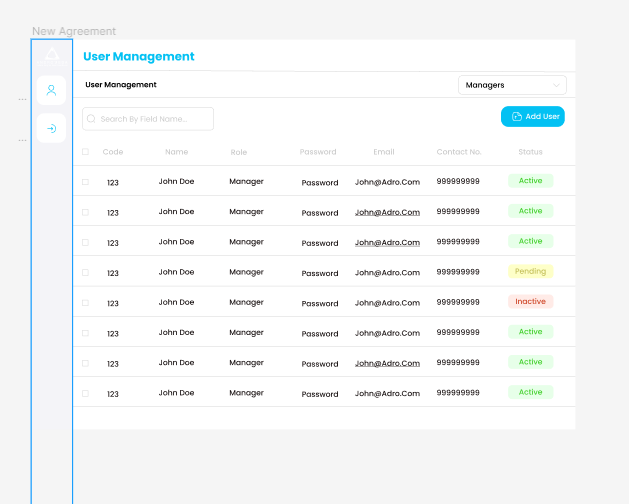 New Agreement
User Management
User Management
Managers
Search By Field Name..
Add User
Code Name Role Password Email Contact No. Status
123 John Doe Manager Password John@Adro.Com 999999999 Active
123 John Doe Manager Password John@Adro.Com 999999999 Active
123 John Doe Manager Password John@Adro.Com 999999999 Active
123 John Doe Manager Password John@Adro.Com 999999999 Pending
123 John Doe Manager Password John@Adro.Com 999999999 Inactive
123 John Doe Manager Password John@Adro.Com 999999999 Active
123 John Doe Manager Password John@Adro.Com 999999999 Active
123 John Doe Manager Password John@Adro.Com 999999999 Active